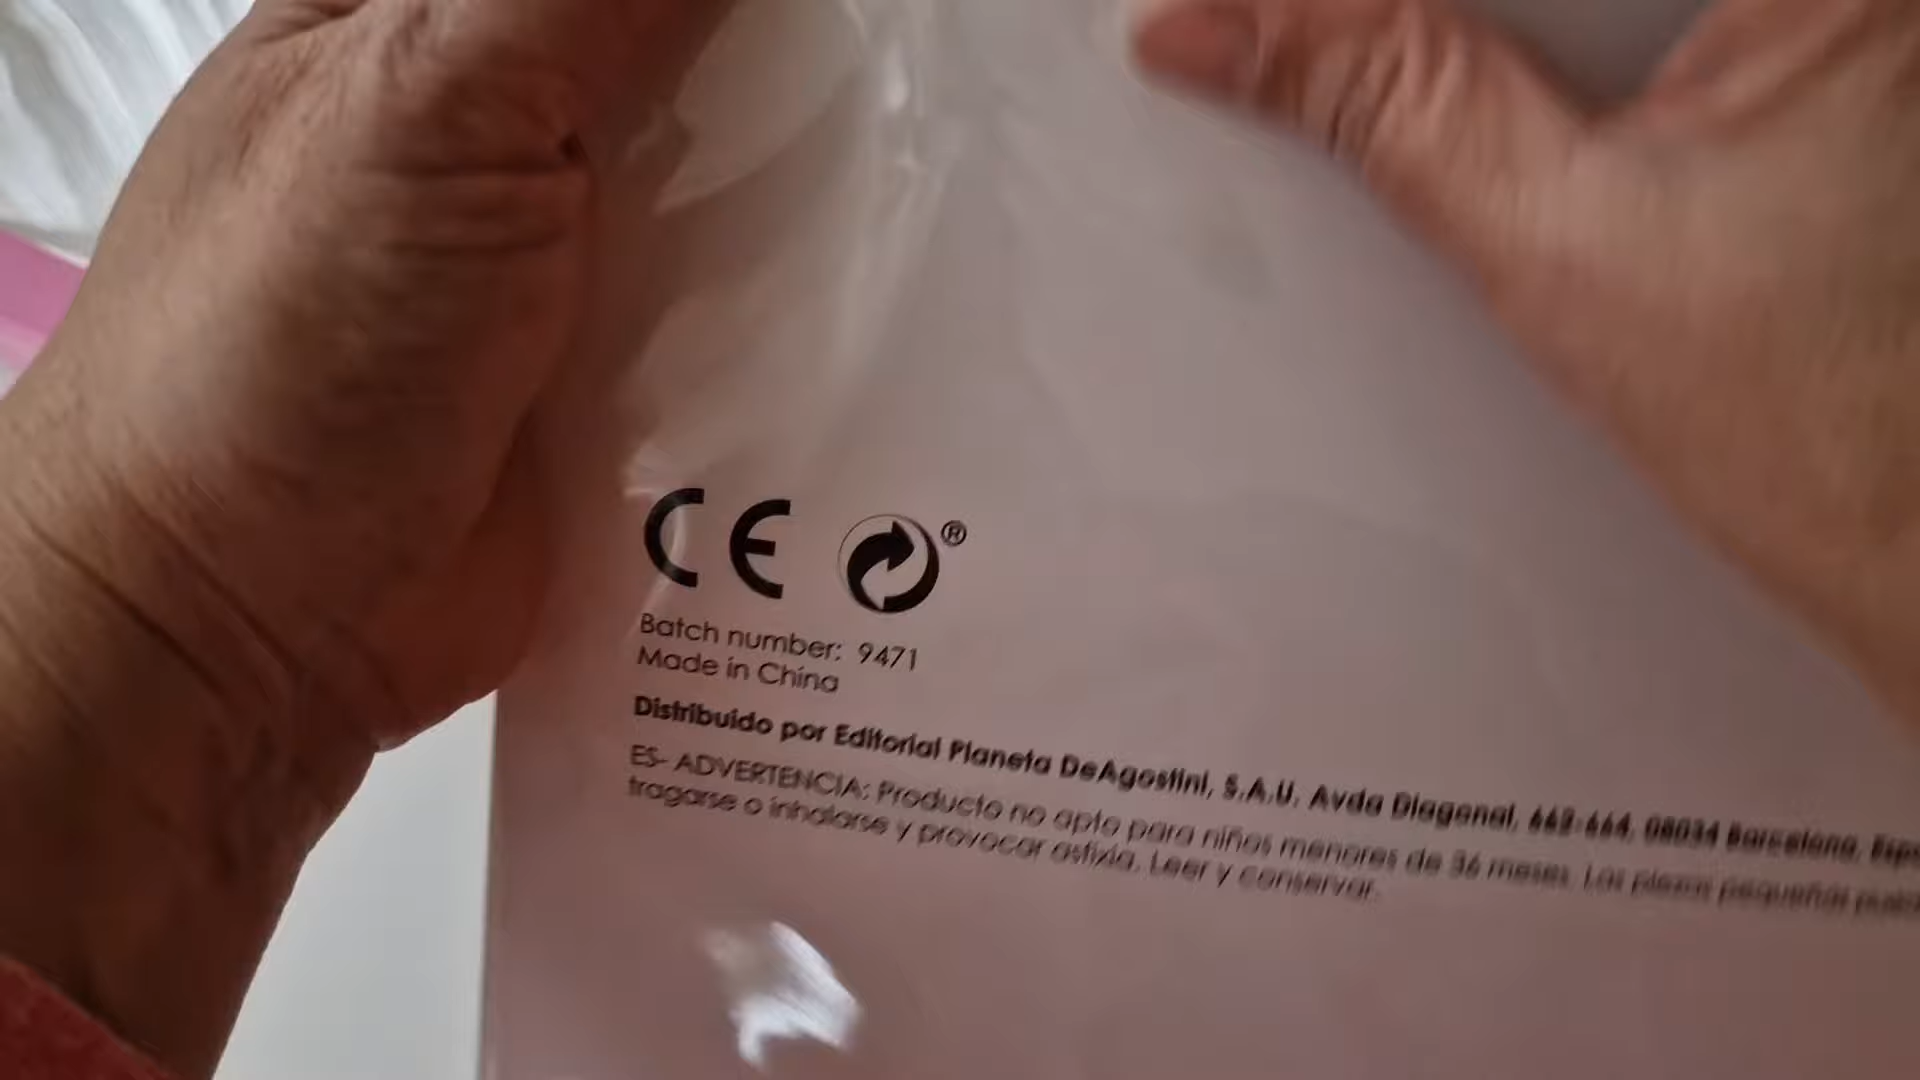 CE ®
Batch number: 9471
Made in China
Distribuido por Editorial Planeta DeAgostini, S.A.U. Avda Diagonal, 662-664, 08034 Barcelona,
ES- ADVERTENCIA: Producto no apto para niños menores de 36 meses. Las piezas pequeñas
tragarse o inhalarse y provocar asfixia. Leer y conservar.